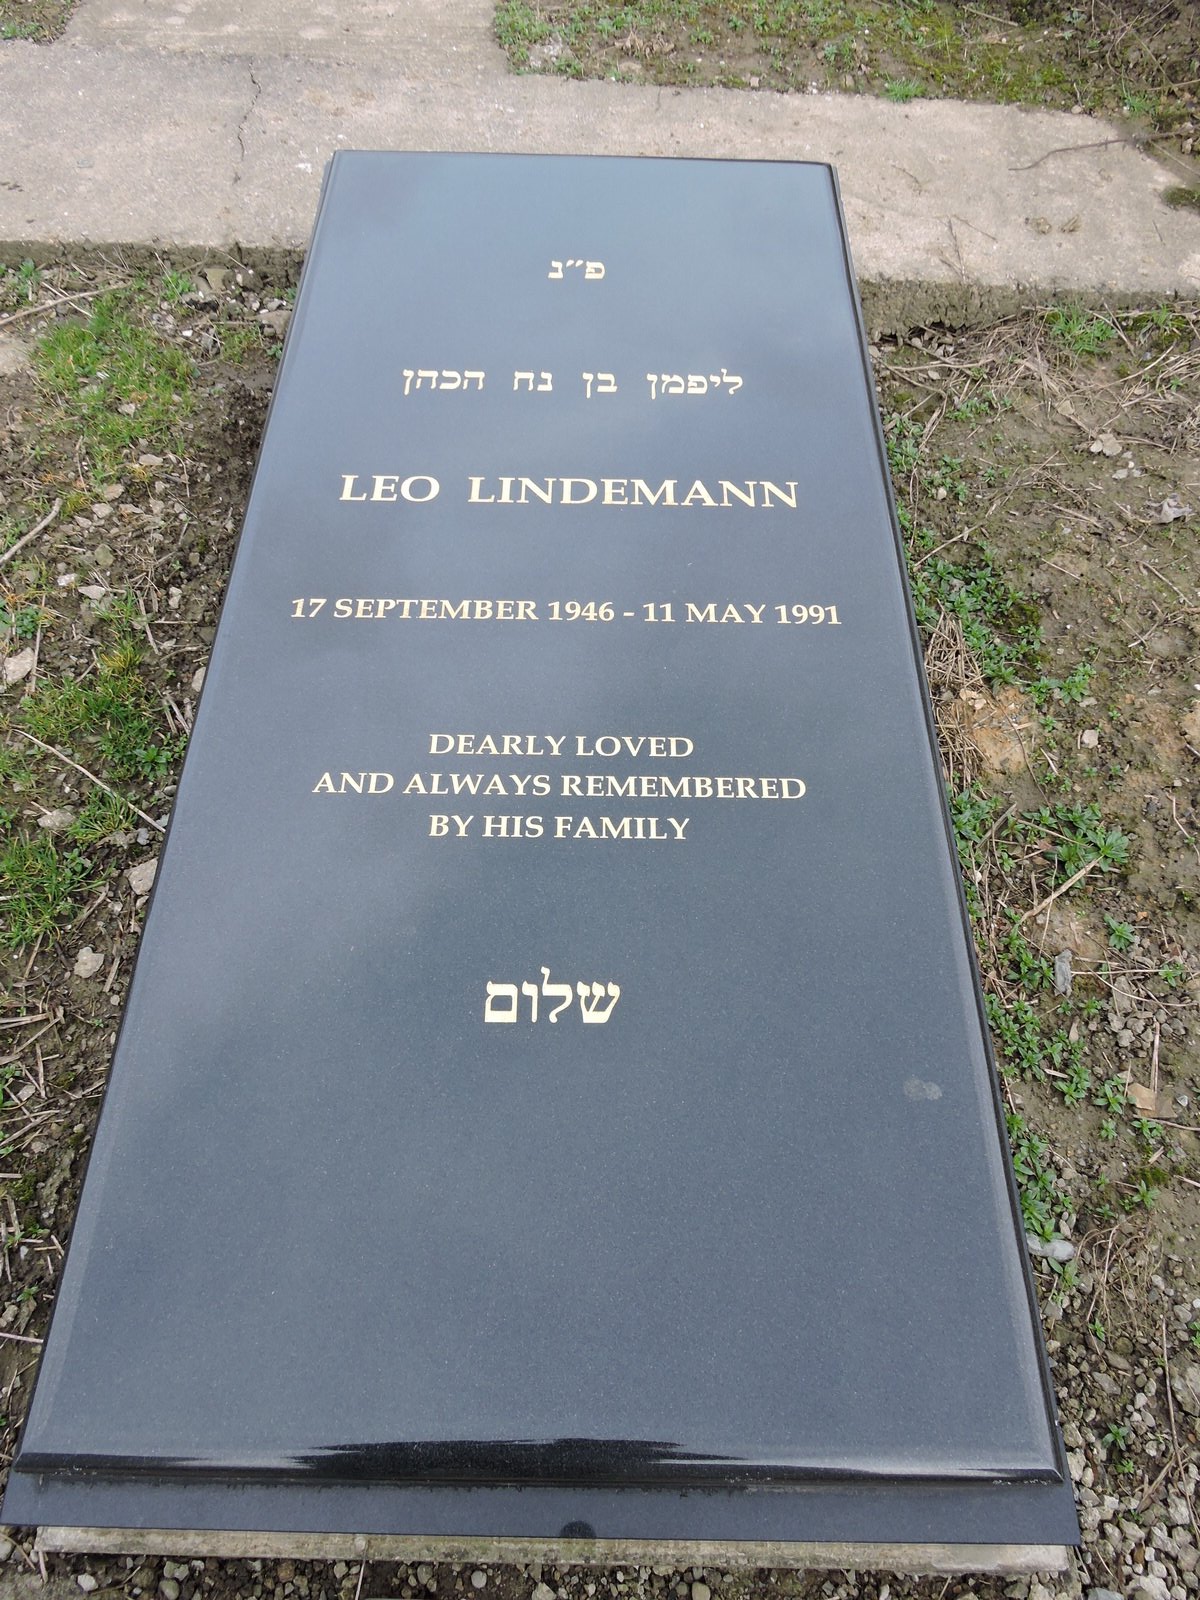 פ״נ
ליפמן בן נח הכהן
LEO LINDEMANN
17 SEPTEMBER 1946 - 11 MAY 1991
DEARLY LOVED
AND ALWAYS REMEMBERED
BY HIS FAMILY
שלום